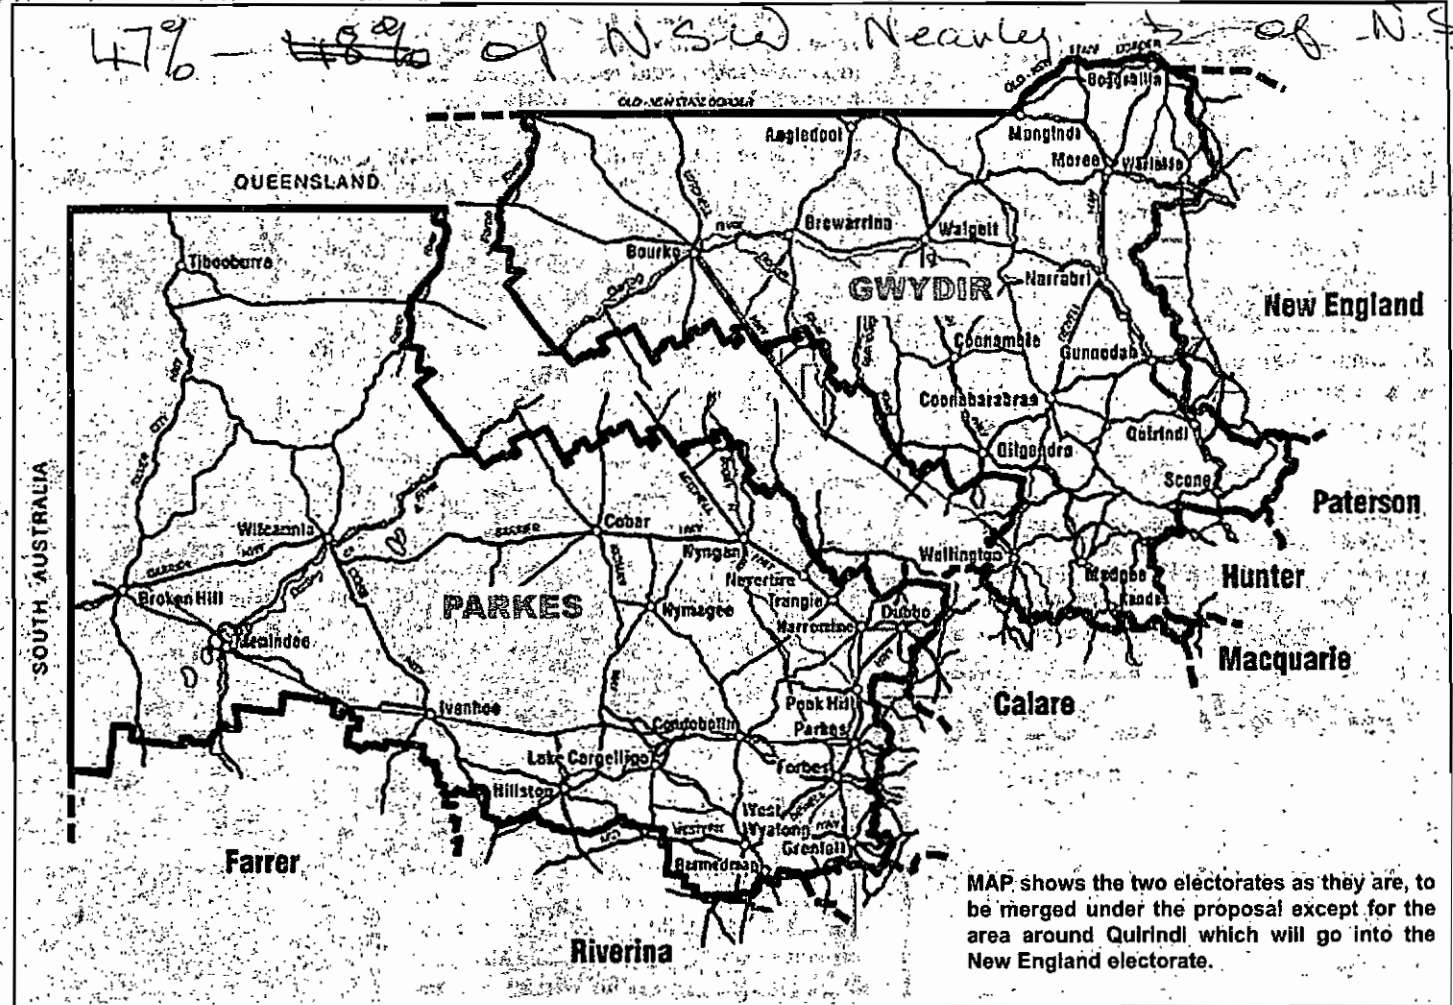 47% - 48% of N.S.W Nearly ½ of N.S
OLD-NSW STATE BORDER
Goondiwindi
Angledool
Mungindi
Moree
Warialda
QUEENSLAND
Brewarrina
Walgett
Bourke
Tibooburra
GWYDIR
Narrabri
New England
Coonamble
Gunnedah
Coonabarabran
Quirindi
Gilgandra
SOUTH AUSTRALIA
Scone
Paterson
Wilcannia
Cobar
Nyngan
Wellington
Nevertire
Mudgee
Hunter
Broken Hill
PARKES
Nymagee
Trangie
Dubbo
Kandos
Narromine
Menindee
Macquarie
Peak Hill
Calare
Ivanhoe
Condobolin
Parkes
Lake Cargelligo
Forbes
Hillston
West
Wyalong
Grenfell
Barmedman
Farrer
Riverina
MAP shows the two electorates as they are, to
be merged under the proposal except for the
area around Quirindi which will go into the
New England electorate.